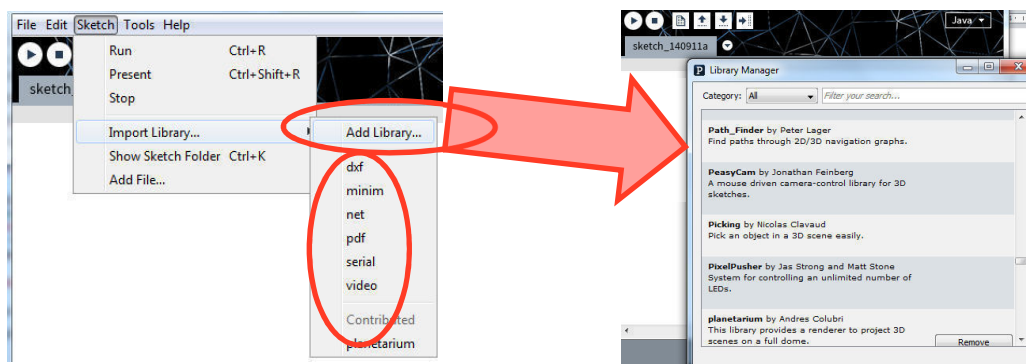 File Edit Sketch Tools Help
Run Ctrl+R
Present Ctrl+Shift+R
Stop
sketch_
Import Library...
Show Sketch Folder Ctrl+K
Add File...
Add Library...
dxf
minim
net
pdf
serial
video
Contributed
planetarium
Java
sketch_140911a
P Library Manager
Category: All Filter your search...
Path_Finder by Peter Lager
Find paths through 2D/3D navigation graphs.
PeasyCam by Jonathan Feinberg
A mouse driven camera-control library for 3D
sketches.
Picking by Nicolas Clavaud
Pick an object in a 3D scene easily.
PixelPusher by Jas Strong and Matt Stone
System for controlling an unlimited number of
LEDs.
planetarium by Andres Colubri
This library provides a renderer to project 3D
scenes on a full dome.
Remove